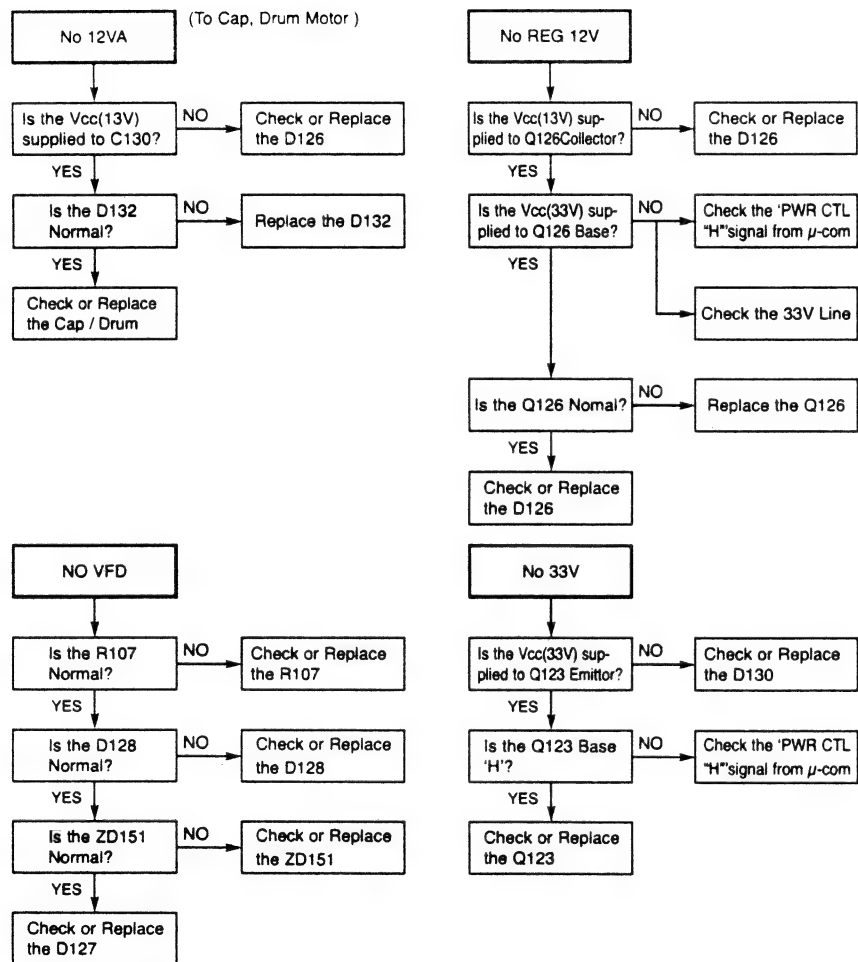 No 12VA
(To Cap, Drum Motor )
Is the Vcc(13V)
supplied to C130?
NO
Check or Replace
the D126
YES
Is the D132
Normal?
NO
Replace the D132
YES
Check or Replace
the Cap / Drum
No REG 12V
Is the Vcc(13V) sup-
plied to Q126Collector?
NO
Check or Replace
the D126
YES
Is the Vcc(33V) sup-
plied to Q126 Base?
NO
Check the 'PWR CTL
"H"'signal from µ-com
Check the 33V Line
YES
Is the Q126 Nomal?
NO
Replace the Q126
YES
Check or Replace
the D126
NO VFD
Is the R107
Normal?
NO
Check or Replace
the R107
YES
Is the D128
Normal?
NO
Check or Replace
the D128
YES
Is the ZD151
Normal?
NO
Check or Replace
the ZD151
YES
Check or Replace
the D127
No 33V
Is the Vcc(33V) sup-
plied to Q123 Emittor?
NO
Check or Replace
the D130
YES
Is the Q123 Base
'H'?
NO
Check the 'PWR CTL
"H"'signal from µ-com
YES
Check or Replace
the Q123